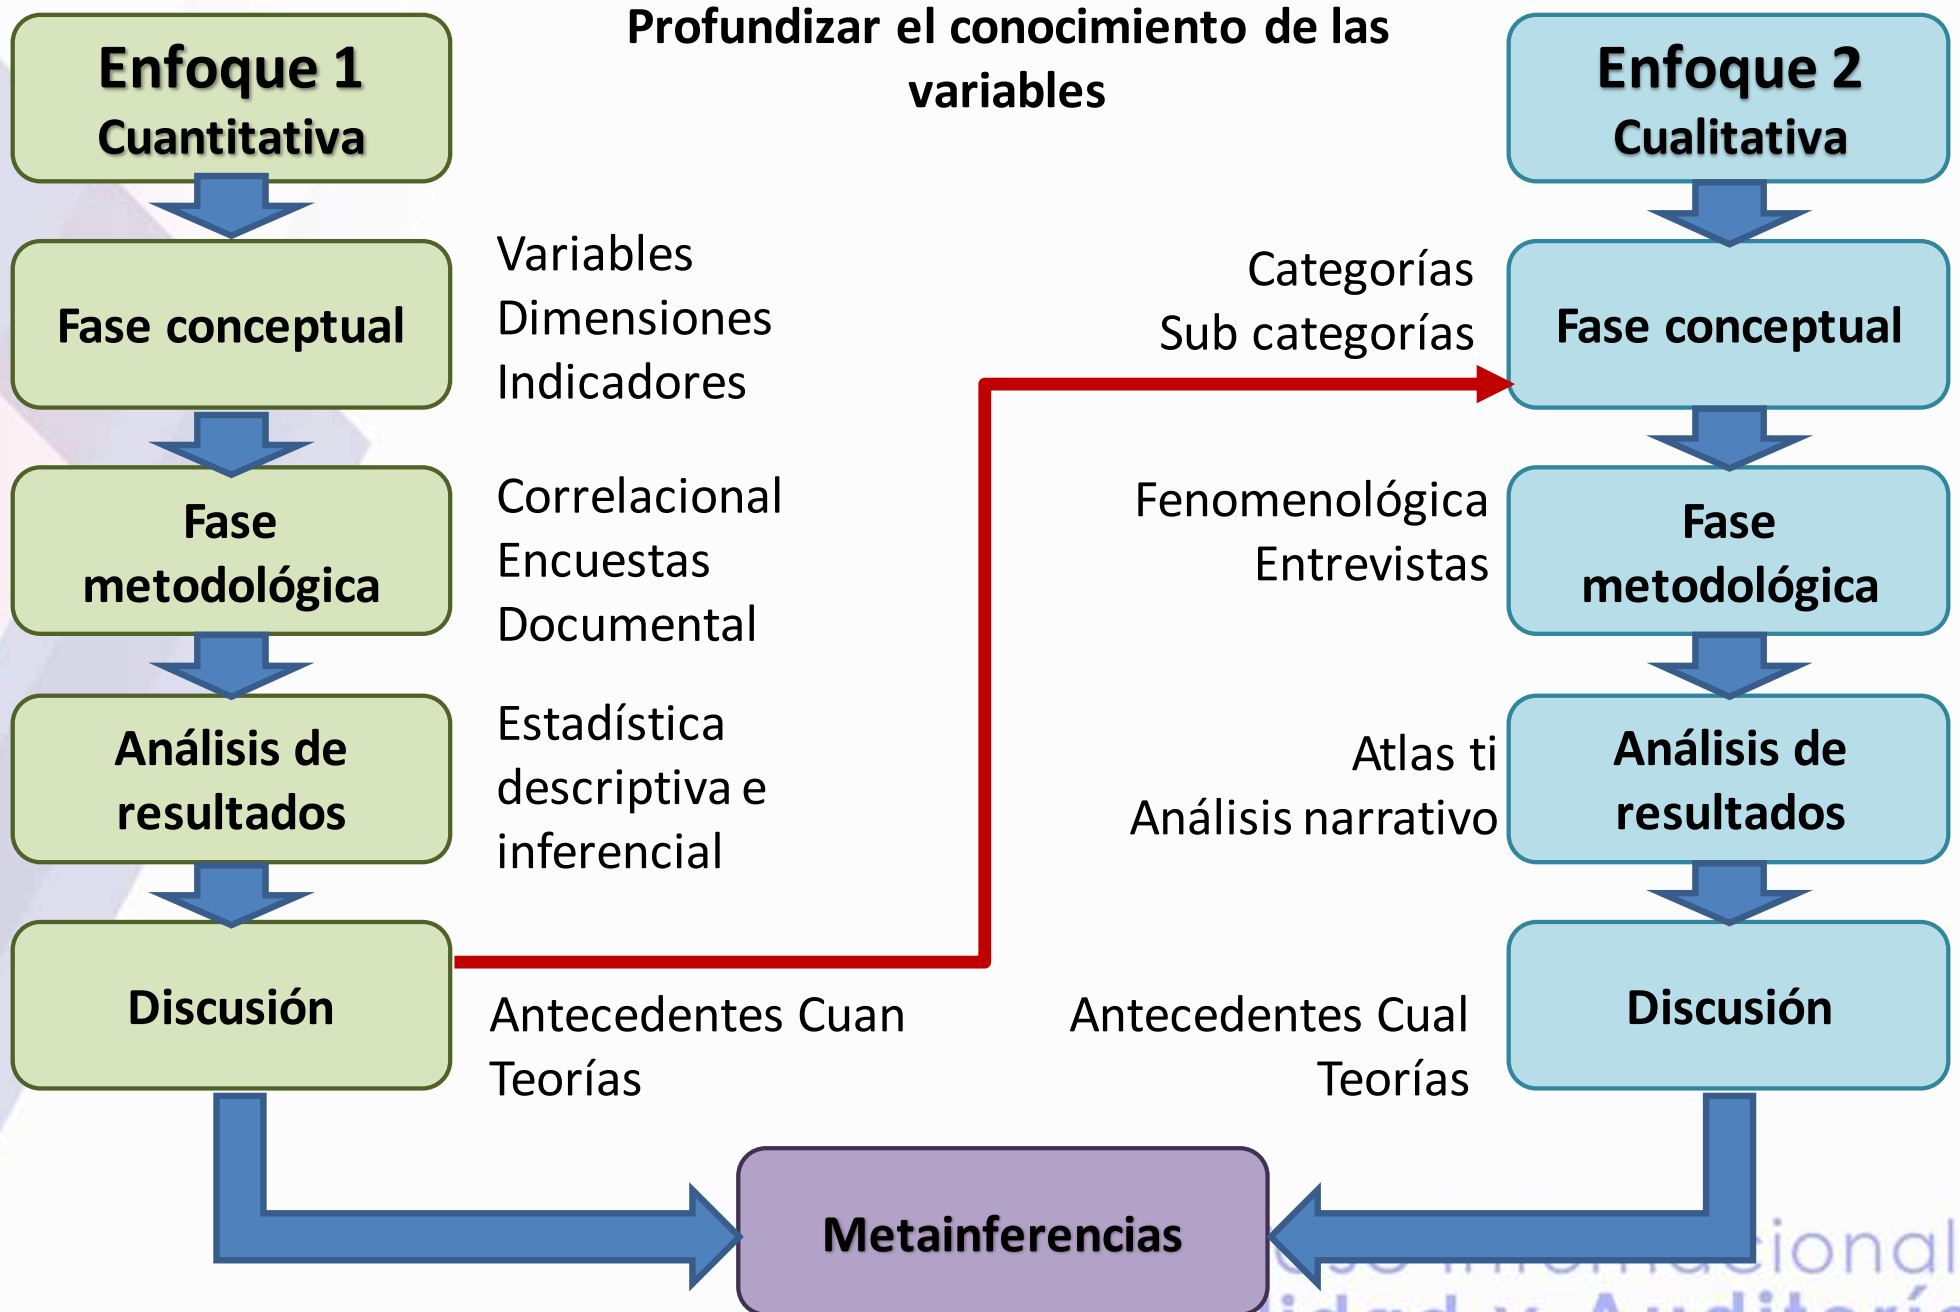 Profundizar el conocimiento de las
variables
Enfoque 1
Cuantitativa
Fase conceptual
Variables
Dimensiones
Indicadores
Fase
metodológica
Correlacional
Encuestas
Documental
Análisis de
resultados
Estadística
descriptiva e
inferencial
Discusión
Antecedentes Cuan
Teorías
Enfoque 2
Cualitativa
Fase conceptual
Categorías
Sub categorías
Fase
metodológica
Fenomenológica
Entrevistas
Análisis de
resultados
Atlas ti
Análisis narrativo
Discusión
Antecedentes Cual
Teorías
Metainferencias